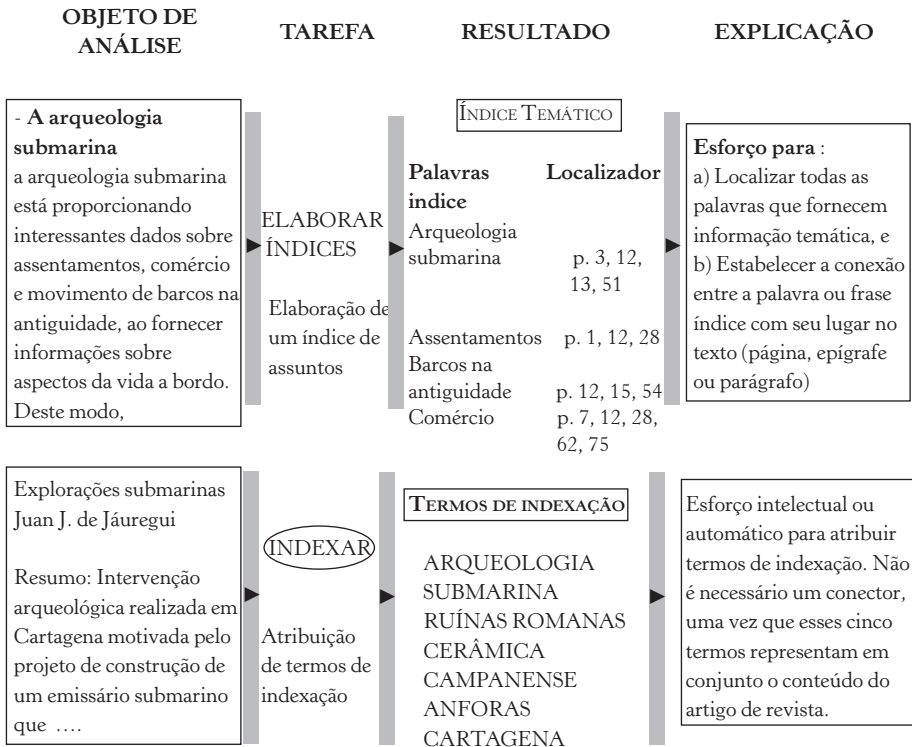 OBJETO DE
ANÁLISE
TAREFA
RESULTADO
EXPLICAÇÃO
- A arqueologia
submarina
a arqueologia submarina
está proporcionando
interessantes dados sobre
assentamentos, comércio
e movimento de barcos na
antiguidade, ao fornecer
informações sobre
aspectos da vida a bordo.
Deste modo,
ELABORAR
ÍNDICES
Elaboração de
um índice de
assuntos
ÍNDICE TEMÁTICO
Palavras Localizador
indice
Arqueologia
submarina p. 3, 12,
13, 51
Assentamentos p. 1, 12, 28
Barcos na
antiguidade p. 12, 15, 54
Comércio p. 7, 12, 28,
62, 75
Esforço para :
a) Localizar todas as
palavras que fornecem
informação temática, e
b) Estabelecer a conexão
entre a palavra ou frase
índice com seu lugar no
texto (página, epígrafe
ou parágrafo)
Explorações submarinas
Juan J. de Jáuregui
Resumo: Intervenção
arqueológica realizada em
Cartagena motivada pelo
projeto de construção de
um emissário submarino
que ....
INDEXAR
Atribuição
de termos de
indexação
TERMOS DE INDEXAÇÃO
ARQUEOLOGIA
SUBMARINA
RUÍNAS ROMANAS
CERÂMICA
CAMPANENSE
ANFORAS
CARTAGENA
Esforço intelectual ou
automático para atribuir
termos de indexação. Não
é necessário um conector,
uma vez que esses cinco
termos representam em
conjunto o conteúdo do
artigo de revista.